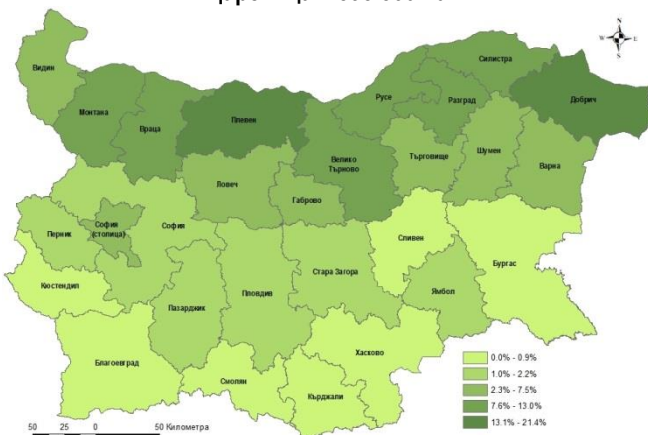 N
W E
S
Видин
Монтана
Враца
Плевен
Русе
Силистра
Разград
Добрич
Велико
Търново
Търговище
Шумен
Варна
Ловеч
Габрово
София
(столица)
София
Перник
Кюстендил
Сливен
Бургас
Стара Загора
Ямбол
Пловдив
Пазарджик
Благоевград
Смолян
Хасково
Кърджали
0.0% - 0.9%
1.0% - 2.2%
2.3% - 7.5%
7.6% - 13.0%
13.1% - 21.4%
50 25 0 50 Километра